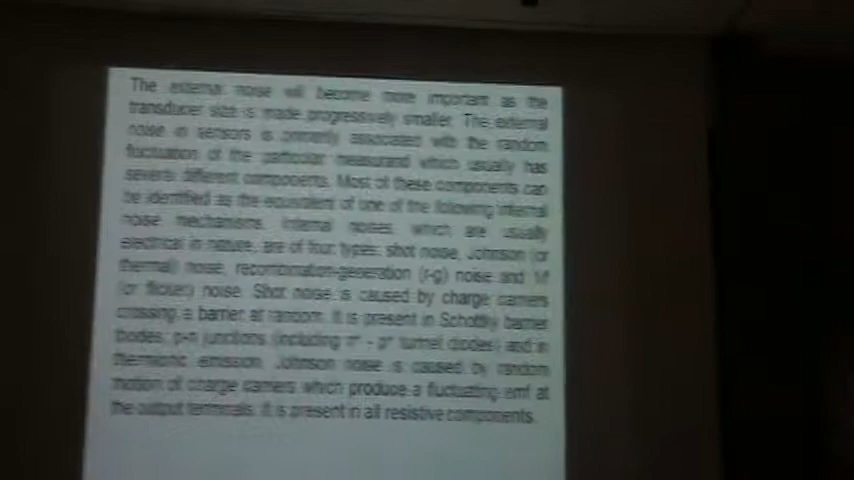 The external noise will become more important as the
transducer size is made progressively smaller. The external
noise in sensors is primarily associated with the random
fluctuation of the particular measurand which usually has
several different components. Most of these components can
be identified as the equivalent of one of the following internal
noise mechanisms. Internal noises, which are usually
electrical in nature, are of four types: shot noise, Johnson (or
thermal) noise, recombination-generation (r-g) noise and 1/f
(or flicker) noise. Shot noise is caused by charge carriers
crossing a barrier at random. It is present in Schottky barrier
diodes, p-n junctions (including n⁺ - p⁺ tunnel diodes) and in
thermionic emission. Johnson noise is caused by random
motion of charge carriers which produce a fluctuating emf at
the output terminals. It is present in all resistive components.